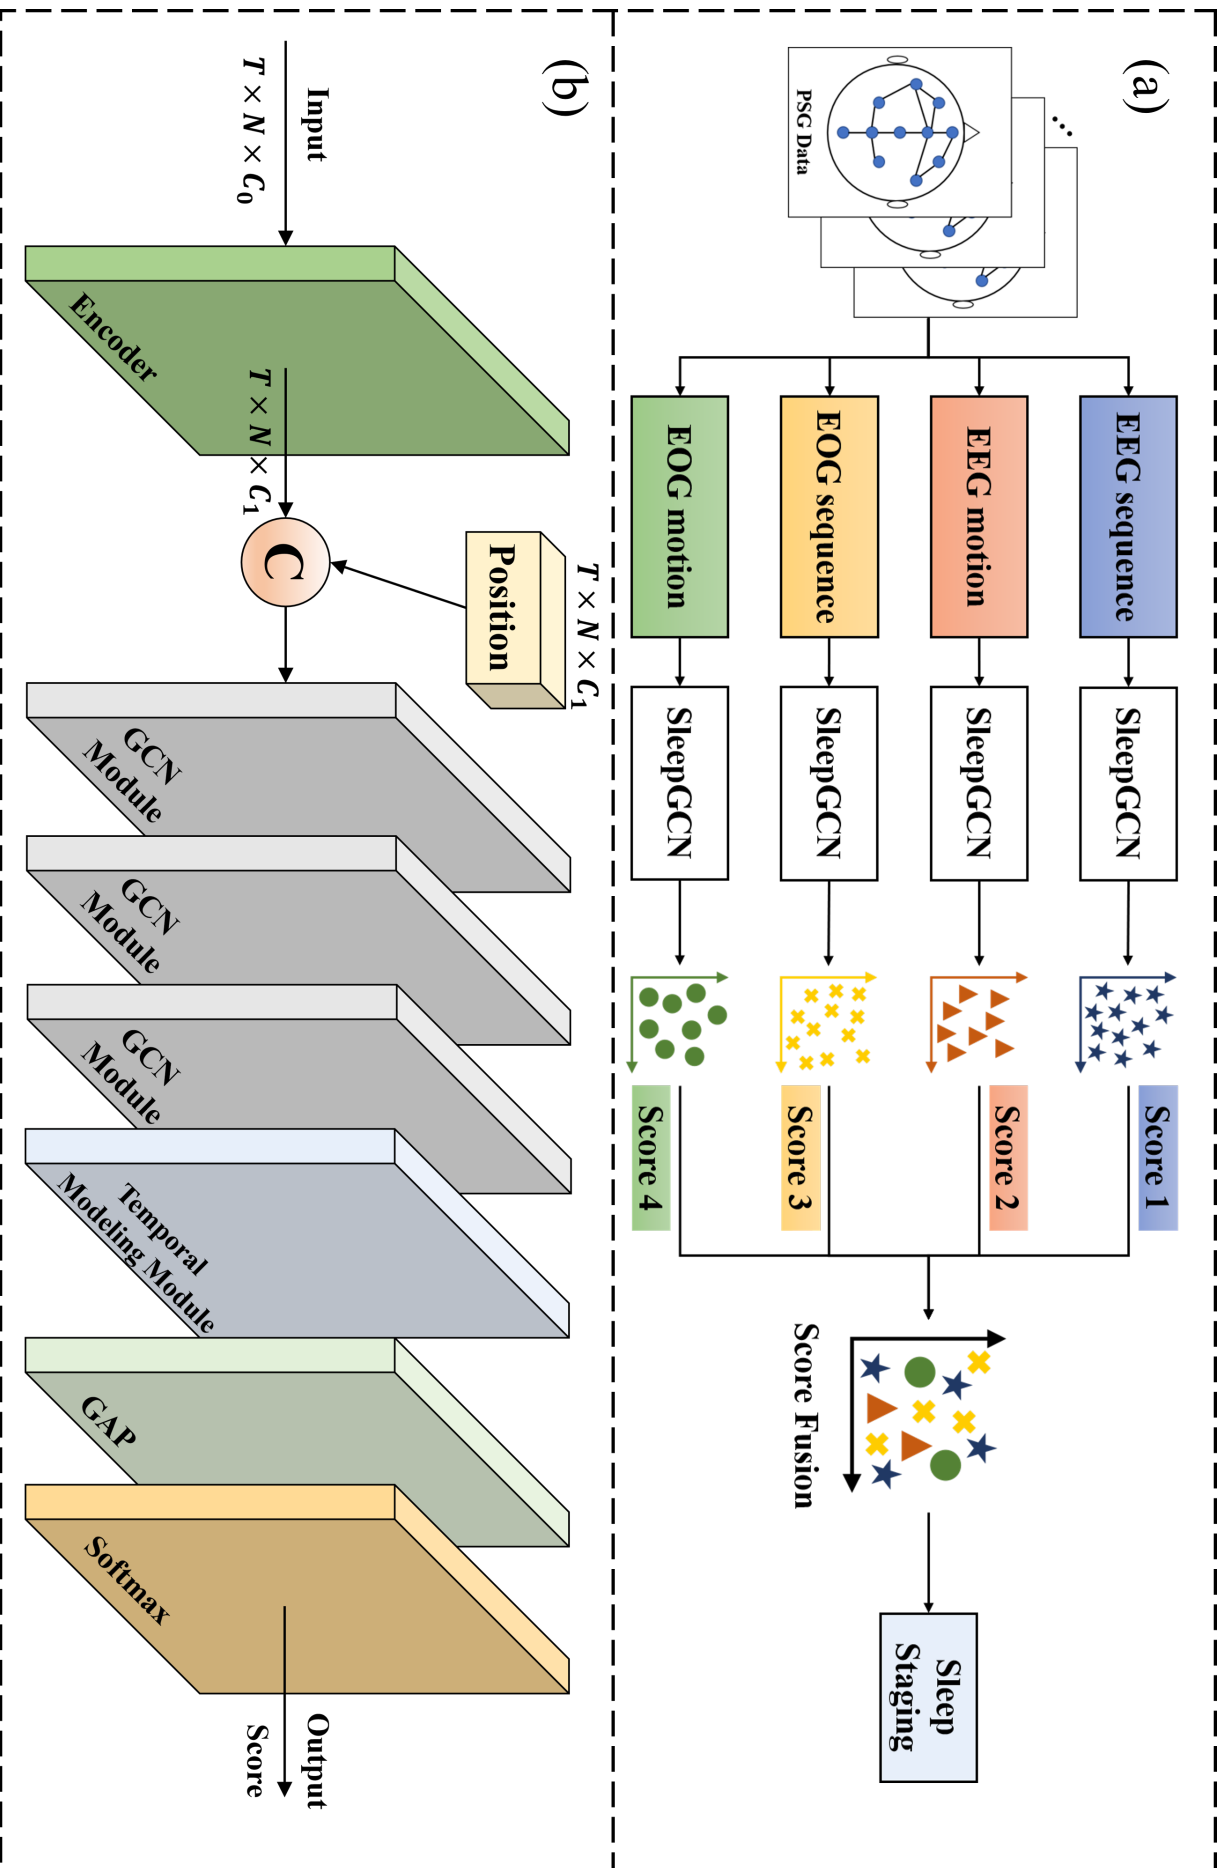 (a)
...
PSG Data
EEG sequence
SleepGCN
Score 1
EEG motion
SleepGCN
Score 2
EOG sequence
SleepGCN
Score 3
EOG motion
SleepGCN
Score 4
Score Fusion
Sleep
Staging
(b)
Input
T × N × C₀
Encoder
T × N × C₁
C
T × N × C₁
Position
GCN
Module
GCN
Module
GCN
Module
Temporal
Modeling Module
GAP
Softmax
Output
Score